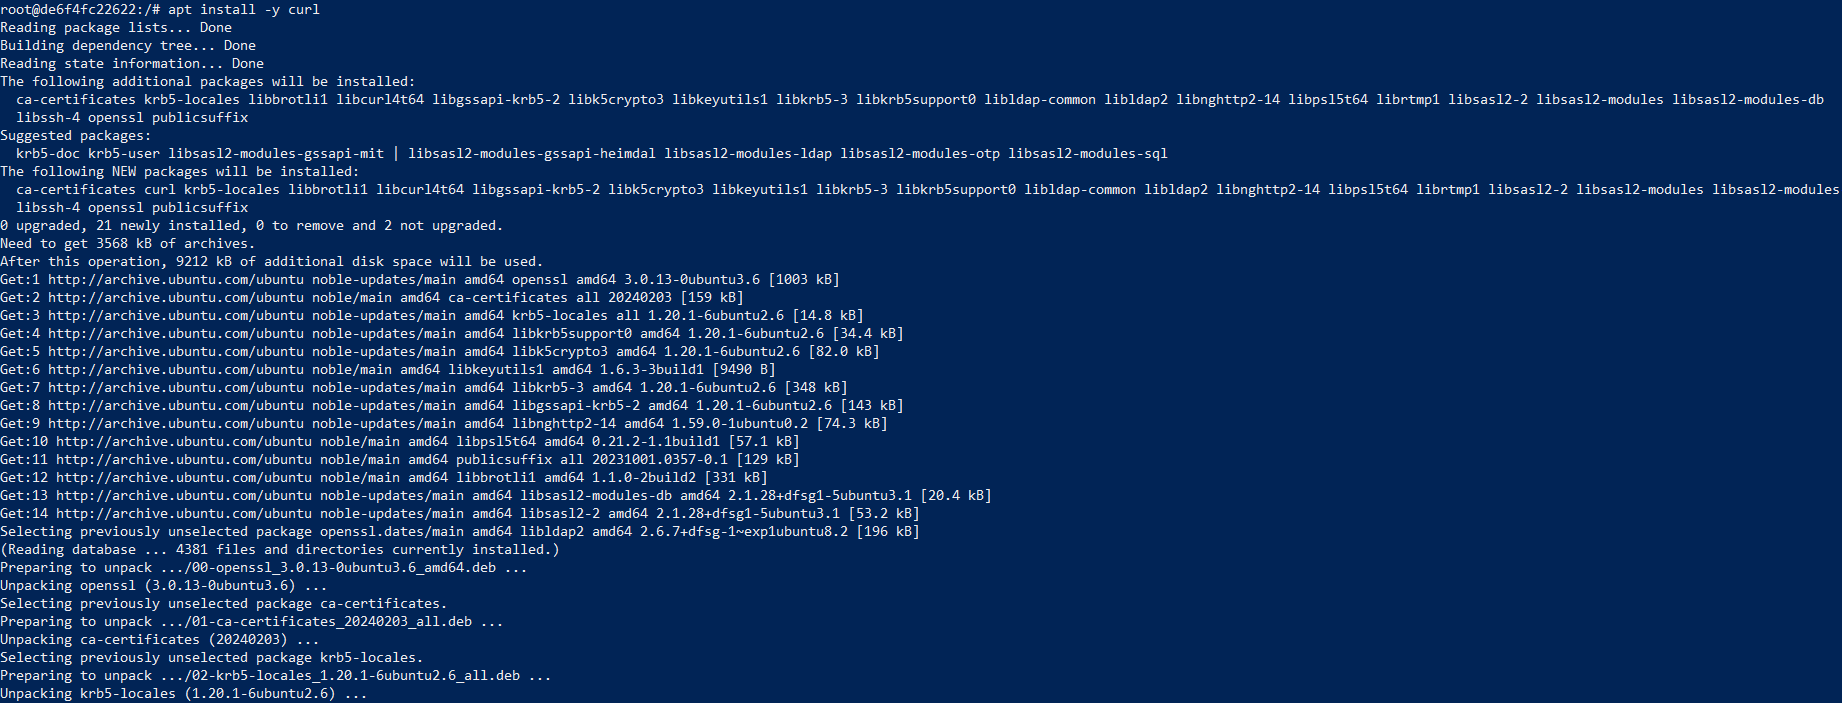 root@de6f4fc22622:/# apt install -y curl
Reading package lists... Done
Building dependency tree... Done
Reading state information... Done
The following additional packages will be installed:
  ca-certificates krb5-locales libbrotli1 libcurl4t64 libgssapi-krb5-2 libk5crypto3 libkeyutils1 libkrb5-3 libkrb5support0 libldap-common libldap2 libnghttp2-14 libpsl5t64 librtmp1 libsasl2-2 libsasl2-modules libsasl2-modules-db
  libssh-4 openssl publicsuffix
Suggested packages:
  krb5-doc krb5-user libsasl2-modules-gssapi-mit | libsasl2-modules-gssapi-heimdal libsasl2-modules-ldap libsasl2-modules-otp libsasl2-modules-sql
The following NEW packages will be installed:
  ca-certificates curl krb5-locales libbrotli1 libcurl4t64 libgssapi-krb5-2 libk5crypto3 libkeyutils1 libkrb5-3 libkrb5support0 libldap-common libldap2 libnghttp2-14 libpsl5t64 librtmp1 libsasl2-2 libsasl2-modules libsasl2-modules
  libssh-4 openssl publicsuffix
0 upgraded, 21 newly installed, 0 to remove and 2 not upgraded.
Need to get 3568 kB of archives.
After this operation, 9212 kB of additional disk space will be used.
Get:1 http://archive.ubuntu.com/ubuntu noble-updates/main amd64 openssl amd64 3.0.13-0ubuntu3.6 [1003 kB]
Get:2 http://archive.ubuntu.com/ubuntu noble/main amd64 ca-certificates all 20240203 [159 kB]
Get:3 http://archive.ubuntu.com/ubuntu noble-updates/main amd64 krb5-locales all 1.20.1-6ubuntu2.6 [14.8 kB]
Get:4 http://archive.ubuntu.com/ubuntu noble-updates/main amd64 libkrb5support0 amd64 1.20.1-6ubuntu2.6 [34.4 kB]
Get:5 http://archive.ubuntu.com/ubuntu noble-updates/main amd64 libk5crypto3 amd64 1.20.1-6ubuntu2.6 [82.0 kB]
Get:6 http://archive.ubuntu.com/ubuntu noble/main amd64 libkeyutils1 amd64 1.6.3-3build1 [9490 B]
Get:7 http://archive.ubuntu.com/ubuntu noble-updates/main amd64 libkrb5-3 amd64 1.20.1-6ubuntu2.6 [348 kB]
Get:8 http://archive.ubuntu.com/ubuntu noble-updates/main amd64 libgssapi-krb5-2 amd64 1.20.1-6ubuntu2.6 [143 kB]
Get:9 http://archive.ubuntu.com/ubuntu noble-updates/main amd64 libnghttp2-14 amd64 1.59.0-1ubuntu0.2 [74.3 kB]
Get:10 http://archive.ubuntu.com/ubuntu noble/main amd64 libpsl5t64 amd64 0.21.2-1.1build1 [57.1 kB]
Get:11 http://archive.ubuntu.com/ubuntu noble/main amd64 publicsuffix all 20231001.0357-0.1 [129 kB]
Get:12 http://archive.ubuntu.com/ubuntu noble/main amd64 libbrotli1 amd64 1.1.0-2build2 [331 kB]
Get:13 http://archive.ubuntu.com/ubuntu noble-updates/main amd64 libsasl2-modules-db amd64 2.1.28+dfsg1-5ubuntu3.1 [20.4 kB]
Get:14 http://archive.ubuntu.com/ubuntu noble-updates/main amd64 libsasl2-2 amd64 2.1.28+dfsg1-5ubuntu3.1 [53.2 kB]
Selecting previously unselected package openssl.dates/main amd64 libldap2 amd64 2.6.7+dfsg-1~exp1ubuntu8.2 [196 kB]
(Reading database ... 4381 files and directories currently installed.)
Preparing to unpack .../00-openssl_3.0.13-0ubuntu3.6_amd64.deb ...
Unpacking openssl (3.0.13-0ubuntu3.6) ...
Selecting previously unselected package ca-certificates.
Preparing to unpack .../01-ca-certificates_20240203_all.deb ...
Unpacking ca-certificates (20240203) ...
Selecting previously unselected package krb5-locales.
Preparing to unpack .../02-krb5-locales_1.20.1-6ubuntu2.6_all.deb ...
Unpacking krb5-locales (1.20.1-6ubuntu2.6) ...